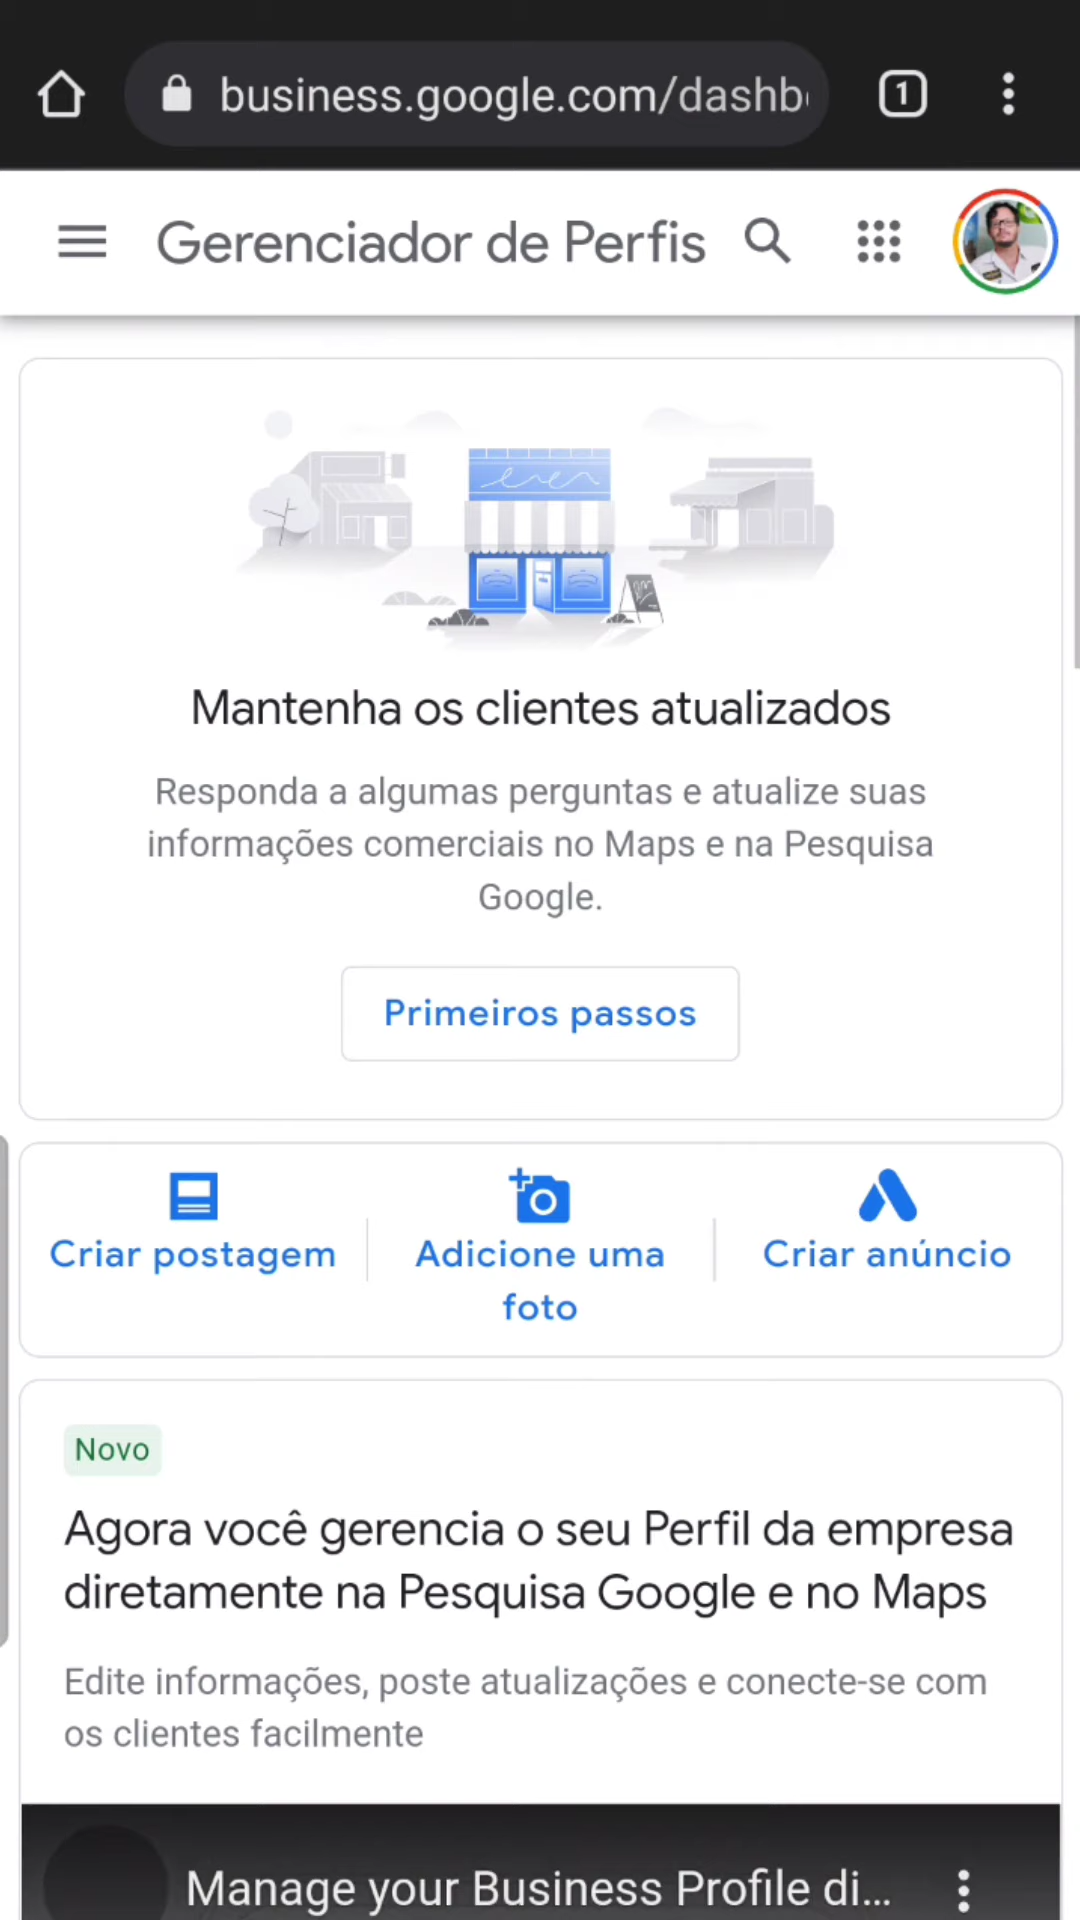 business.google.com/dashb
1
Gerenciador de Perfis
Mantenha os clientes atualizados
Responda a algumas perguntas e atualize suas
informações comerciais no Maps e na Pesquisa
Google.
Primeiros passos
Criar postagem
Adicione uma
foto
Criar anúncio
Novo
Agora você gerencia o seu Perfil da empresa
diretamente na Pesquisa Google e no Maps
Edite informações, poste atualizações e conecte-se com
os clientes facilmente
Manage your Business Profile di...